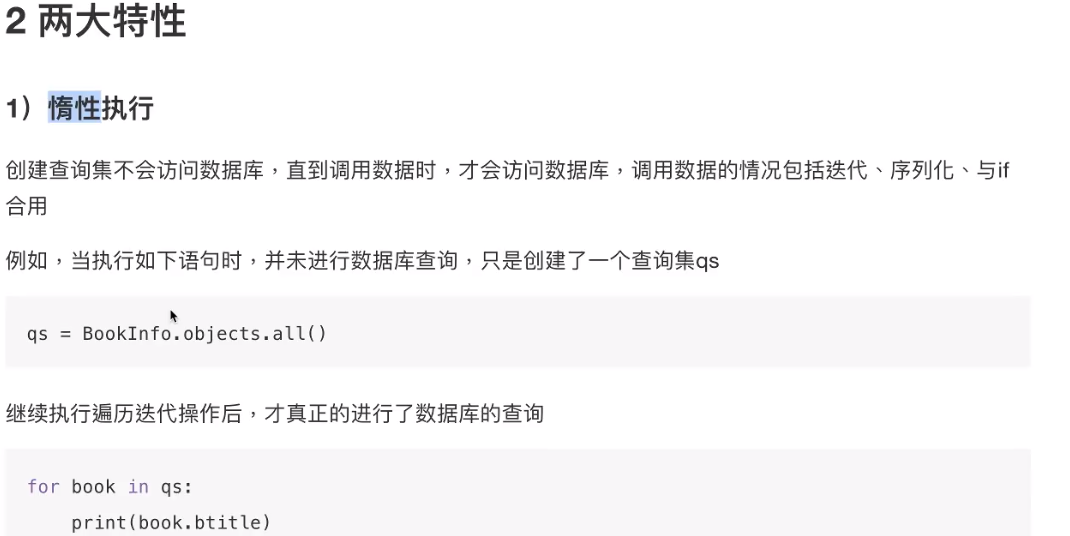 2 两大特性
1）惰性执行
创建查询集不会访问数据库，直到调用数据时，才会访问数据库，调用数据的情况包括迭代、序列化、与if
合用
例如，当执行如下语句时，并未进行数据库查询，只是创建了一个查询集qs
qs = BookInfo.objects.all()
继续执行遍历迭代操作后，才真正的进行了数据库的查询
for book in qs:
    print(book.btitle)